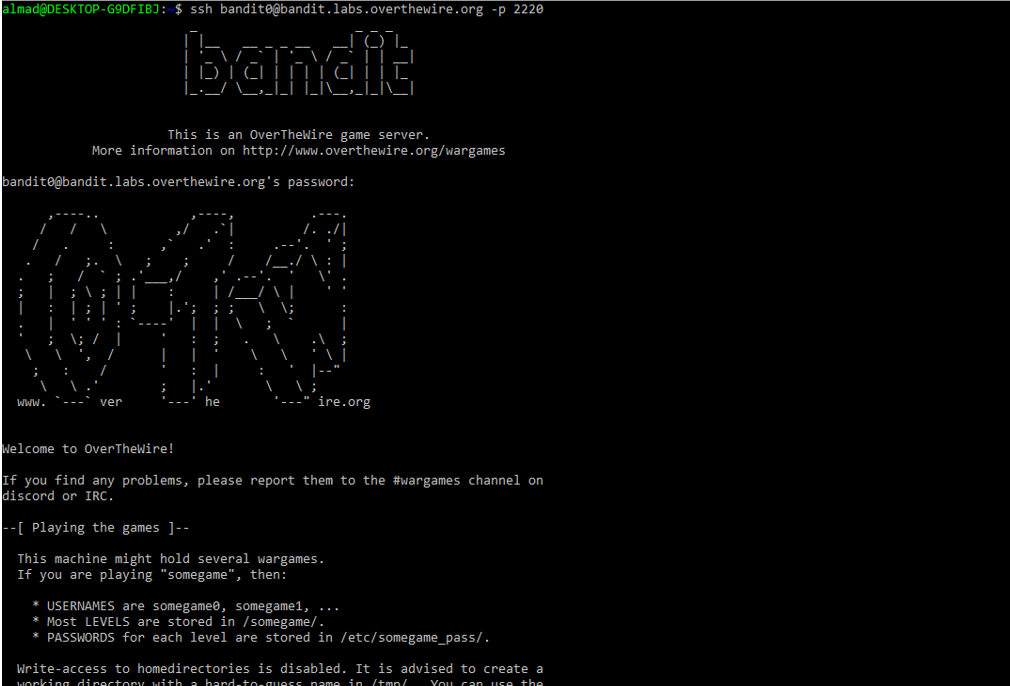 almad@DESKTOP-G9DFIBJ:~$ ssh bandit0@bandit.labs.overthewire.org -p 2220
bandit
This is an OverTheWire game server.
More information on http://www.overthewire.org/wargames
bandit0@bandit.labs.overthewire.org's password:
www. ver he ire.org
Welcome to OverTheWire!
If you find any problems, please report them to the #wargames channel on
discord or IRC.
--[ Playing the games ]--
This machine might hold several wargames.
If you are playing "somegame", then:
* USERNAMES are somegame0, somegame1, ...
* Most LEVELS are stored in /somegame/.
* PASSWORDS for each level are stored in /etc/somegame_pass/.
Write-access to homedirectories is disabled. It is advised to create a
working directory with a hard-to-guess name in /tmp/. You can use the